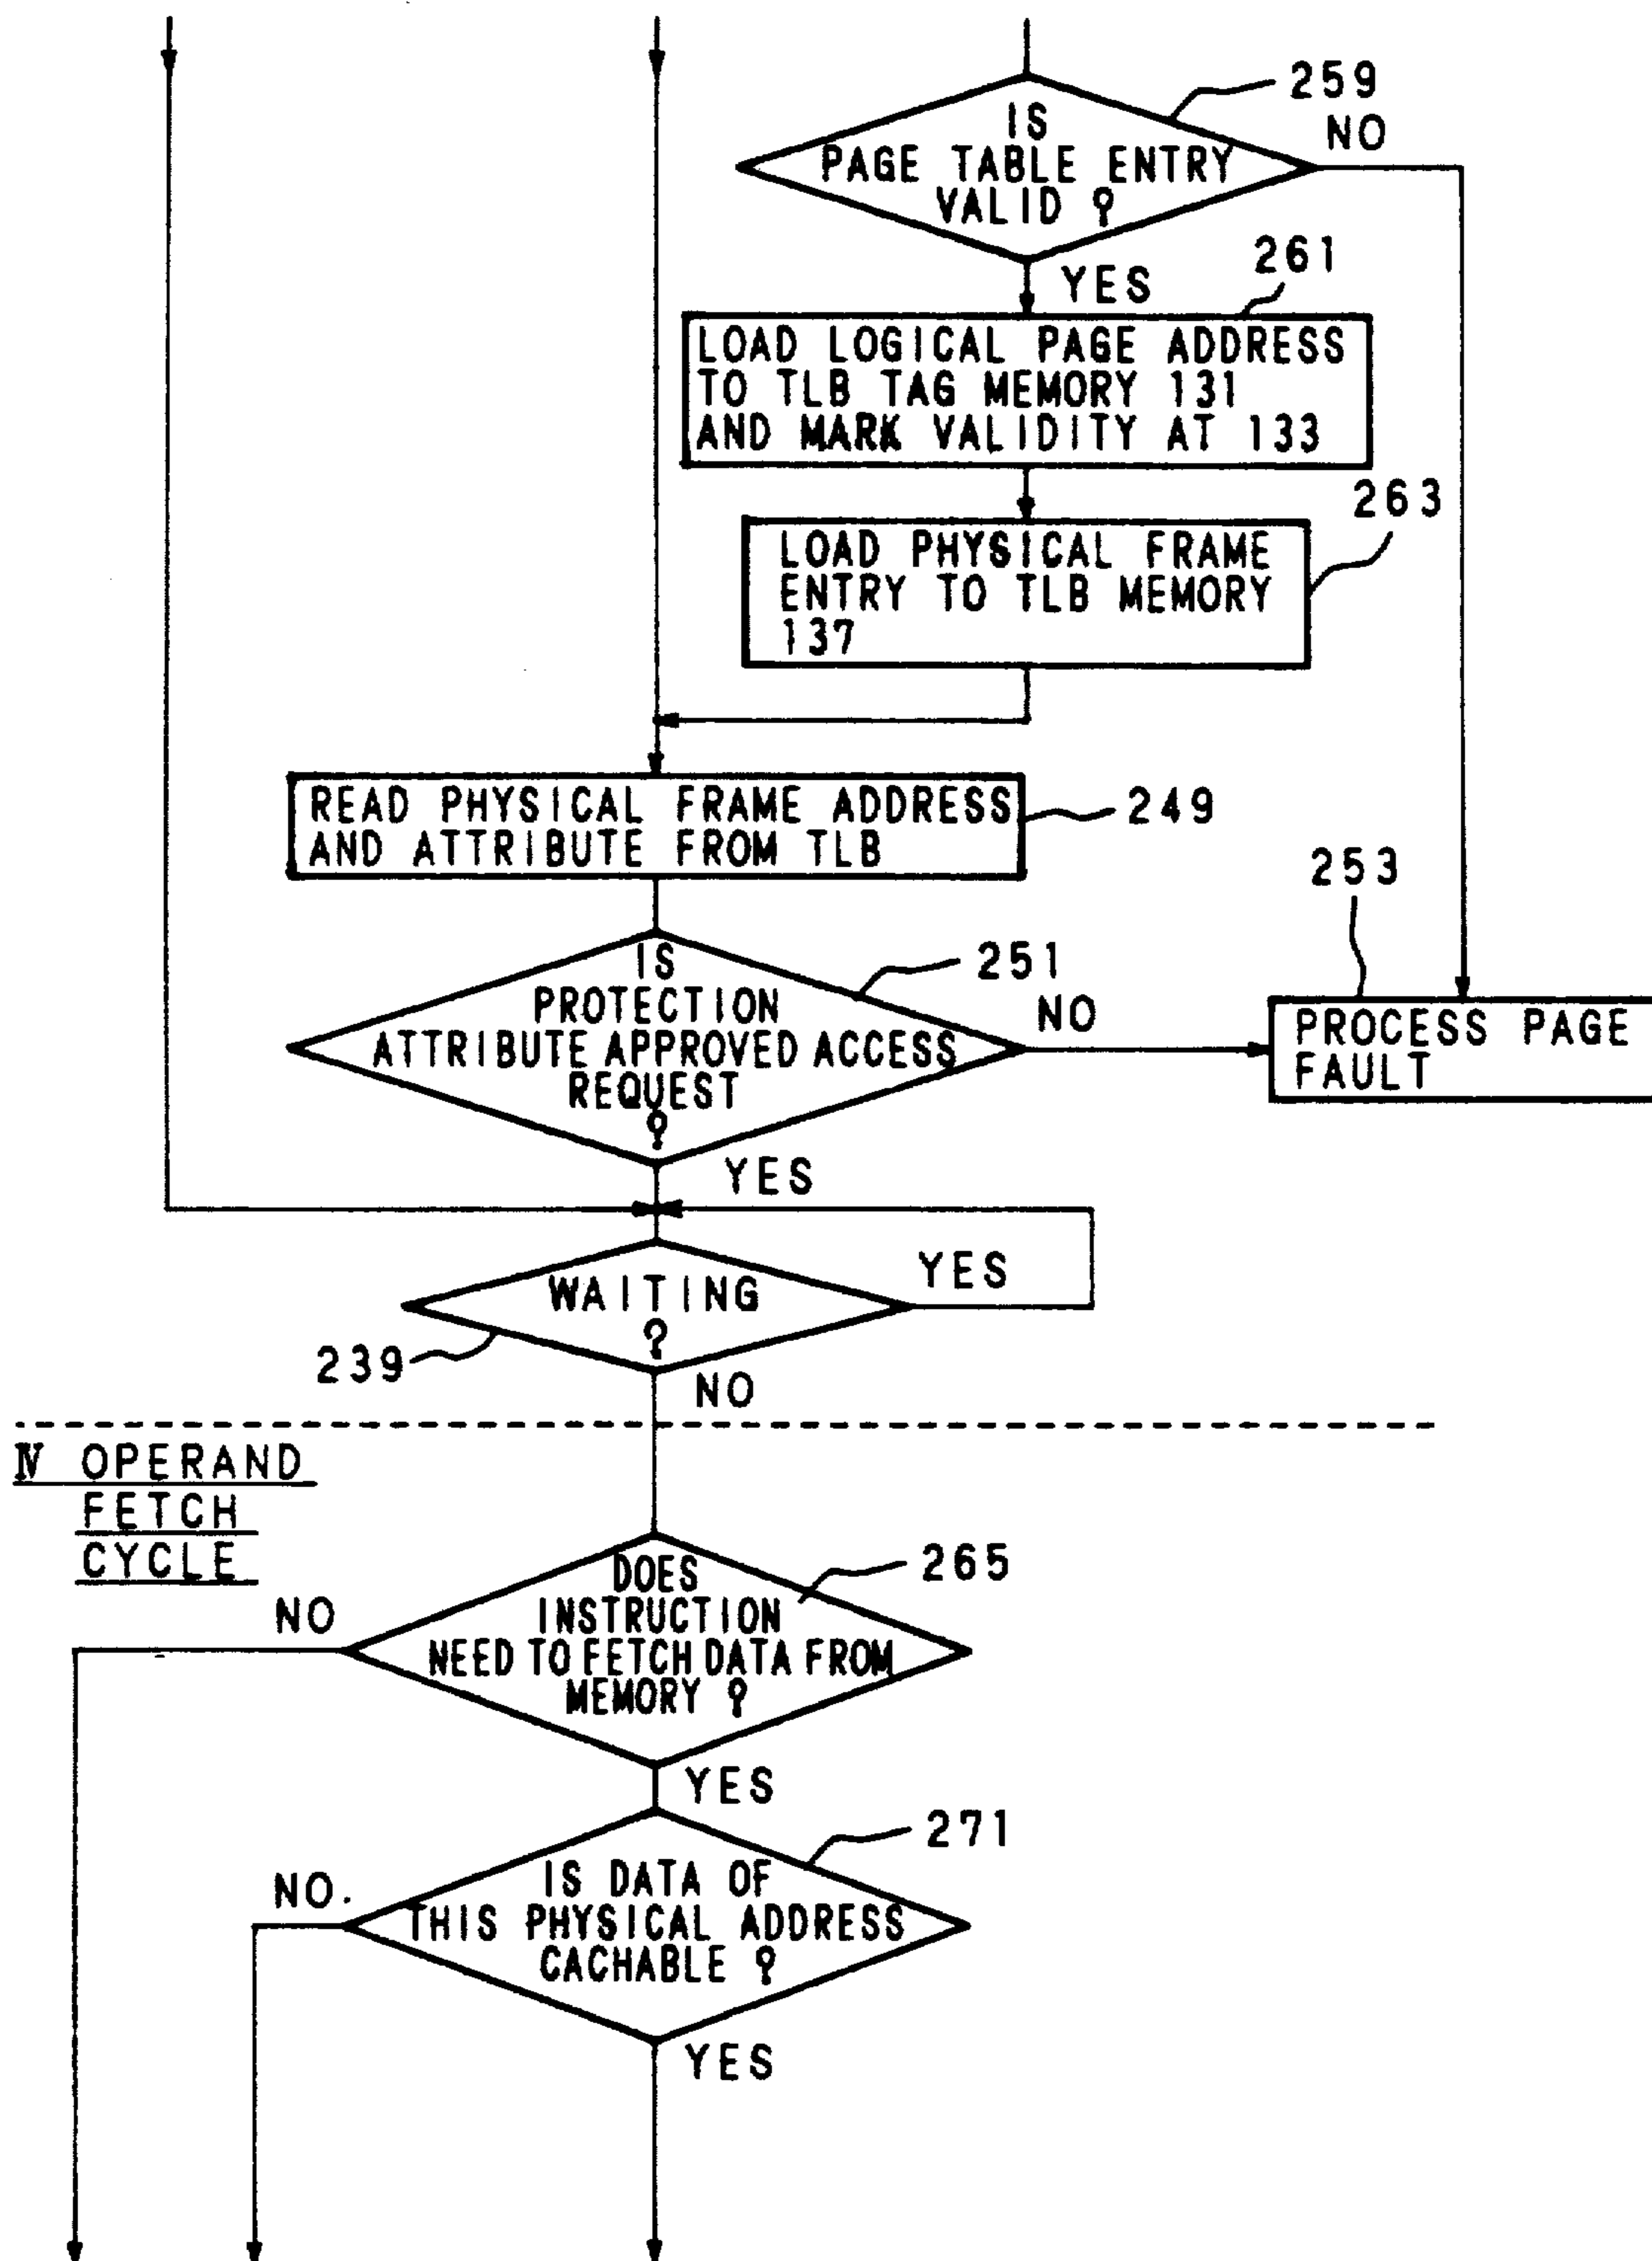 259
IS
PAGE TABLE ENTRY
VALID ?
NO
YES
261
LOAD LOGICAL PAGE ADDRESS
TO TLB TAG MEMORY 131
AND MARK VALIDITY AT 133
263
LOAD PHYSICAL FRAME
ENTRY TO TLB MEMORY
137
READ PHYSICAL FRAME ADDRESS
AND ATTRIBUTE FROM TLB
249
253
IS
PROTECTION
ATTRIBUTE APPROVED ACCESS
REQUEST
?
251
NO
PROCESS PAGE
FAULT
YES
WAITING
?
YES
239
NO
IV OPERAND
FETCH
CYCLE
DOES
INSTRUCTION
NEED TO FETCH DATA FROM
MEMORY ?
265
NO
YES
271
IS DATA OF
THIS PHYSICAL ADDRESS
CACHABLE ?
NO.
YES